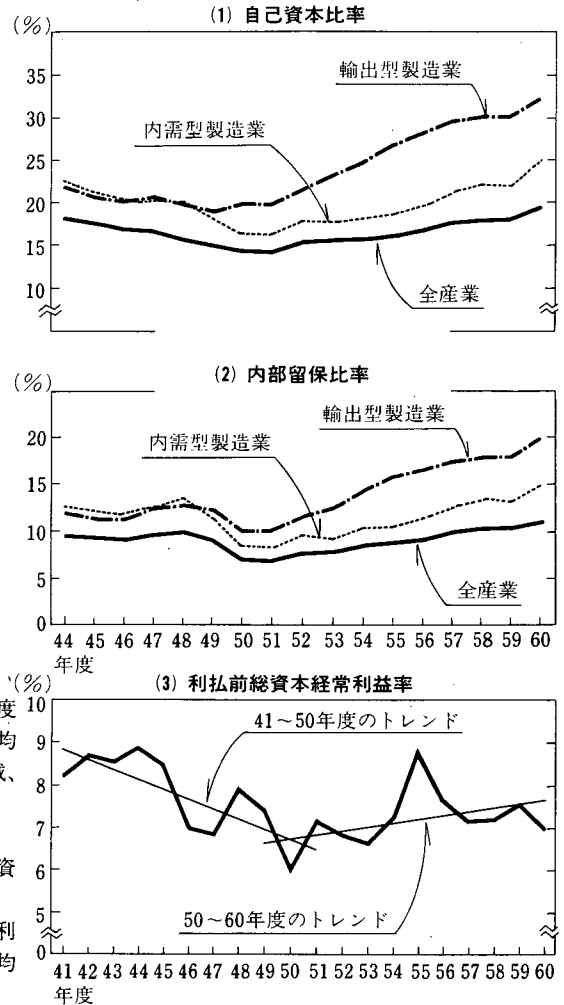 (1) 自己資本比率
(%)
35
30
25
20
15
10
輸出型製造業
内需型製造業
全産業
(2) 内部留保比率
(%)
20
15
10
5
0
輸出型製造業
内需型製造業
全産業
44 45 46 47 48 49 50 51 52 53 54 55 56 57 58 59 60
年度
(3) 利払前総資本経常利益率
(%)
10
9
8
7
6
5
0
41~50年度のトレンド
50~60年度のトレンド
41 42 43 44 45 46 47 48 49 50 51 52 53 54 55 56 57 58 59 60
年度
度
均
資
利
均